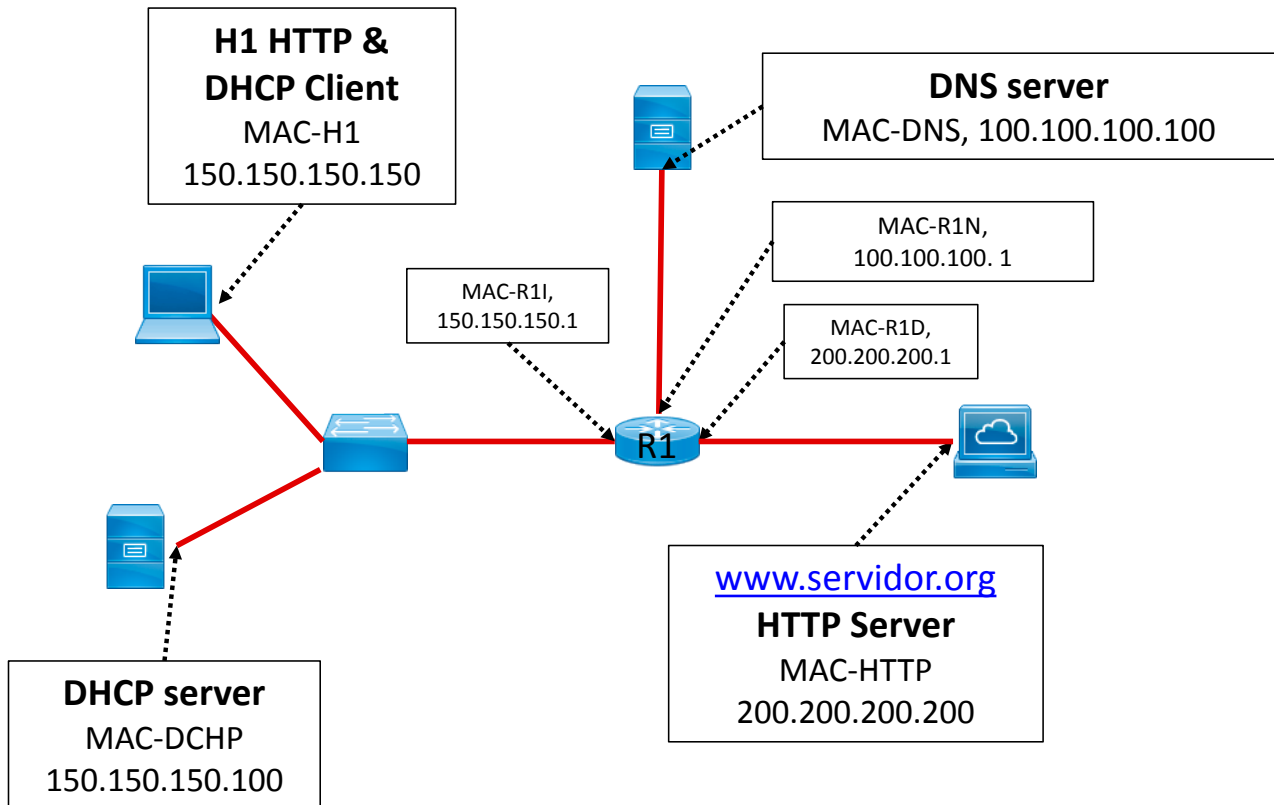 H1 HTTP &
DHCP Client
MAC-H1
150.150.150.150
DNS server
MAC-DNS, 100.100.100.100
MAC-R1N,
100.100.100. 1
MAC-R1I,
150.150.150.1
MAC-R1D,
200.200.200.1
R1
www.servidor.org
HTTP Server
MAC-HTTP
200.200.200.200
DHCP server
MAC-DCHP
150.150.150.100